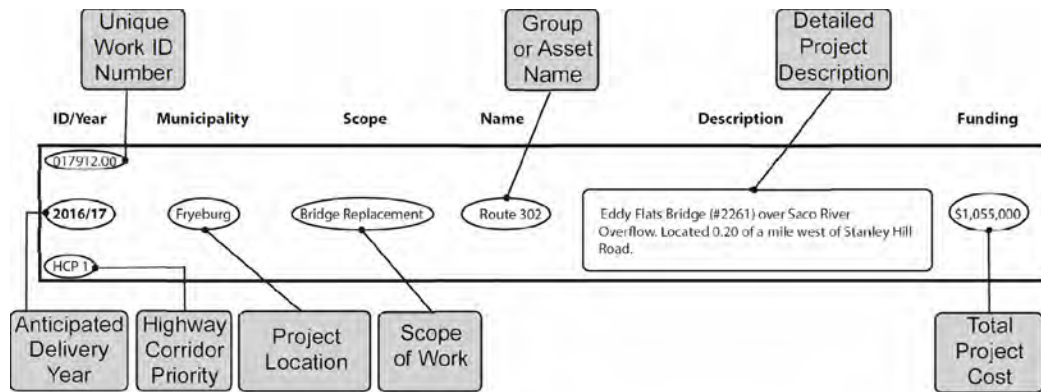 Unique
Work ID
Number
Group
or Asset
Name
Detailed
Project
Description
ID/Year Municipality Scope Name Description Funding
017912.00
2016/17 Fryeburg Bridge Replacement Route 302 Eddy Flats Bridge (#2261) over Saco River $1,055,000
Overflow. Located 0.20 of a mile west of Stanley Hill
Road.
HCP 1
Anticipated
Delivery
Year
Highway
Corridor
Priority
Project
Location
Scope
of Work
Total
Project
Cost